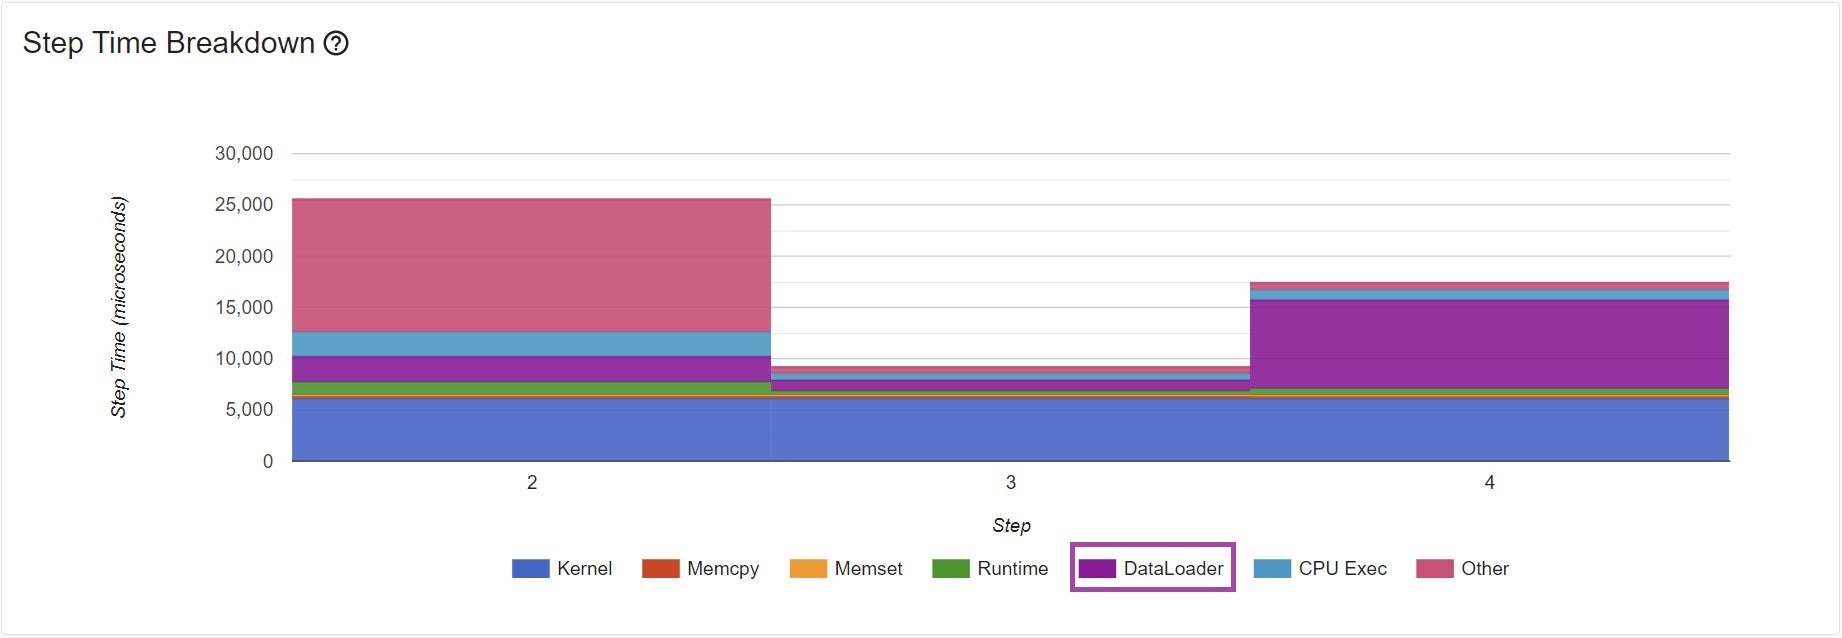 Step Time Breakdown ?
30,000
25,000
20,000
15,000
10,000
5,000
0
Step Time (microseconds)
2 3 4
Step
Kernel Memcpy Memset Runtime DataLoader CPU Exec Other